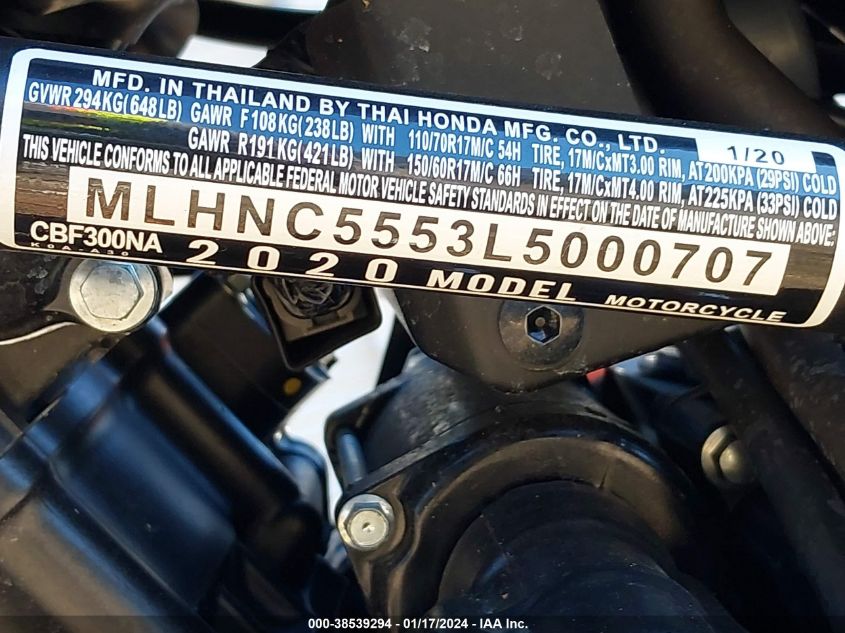 MFD. IN THAILAND BY THAI HONDA MFG. CO., LTD. 1/20
GVWR 294KG(648LB) GAWR F108KG(238LB) WITH 110/70R17M/C 54H TIRE, 17M/CxMT3.00 RIM, AT200KPA (29PSI) COLD
GAWR R191KG(421LB) WITH 150/60R17M/C 66H TIRE, 17M/CxMT4.00 RIM, AT225KPA (33PSI) COLD
THIS VEHICLE CONFORMS TO ALL APPLICABLE FEDERAL MOTOR VEHICLE SAFETY STANDARDS IN EFFECT ON THE DATE OF MANUFACTURE SHOWN ABOVE:
MLHNC5553L5000707
CBF300NA 2020 MODEL MOTORCYCLE
K0A-A30
000-38539294 - 01/17/2024 - IAA Inc.